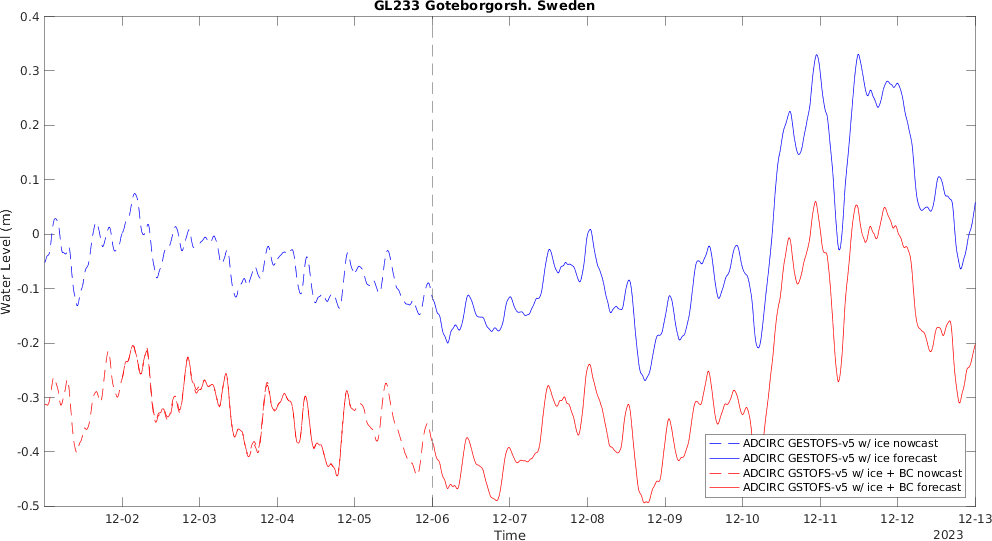 GL233 Goteborgorsh. Sweden
0.4
0.3
0.2
0.1
0
-0.1
-0.2
-0.3
-0.4
-0.5
Water Level (m)
ADCIRC GESTOFS-v5 w/ ice nowcast
ADCIRC GESTOFS-v5 w/ ice forecast
ADCIRC GSTOFS-v5 w/ ice + BC nowcast
ADCIRC GSTOFS-v5 w/ ice + BC forecast
12-02 12-03 12-04 12-05 12-06 12-07 12-08 12-09 12-10 12-11 12-12 12-13
Time
2023